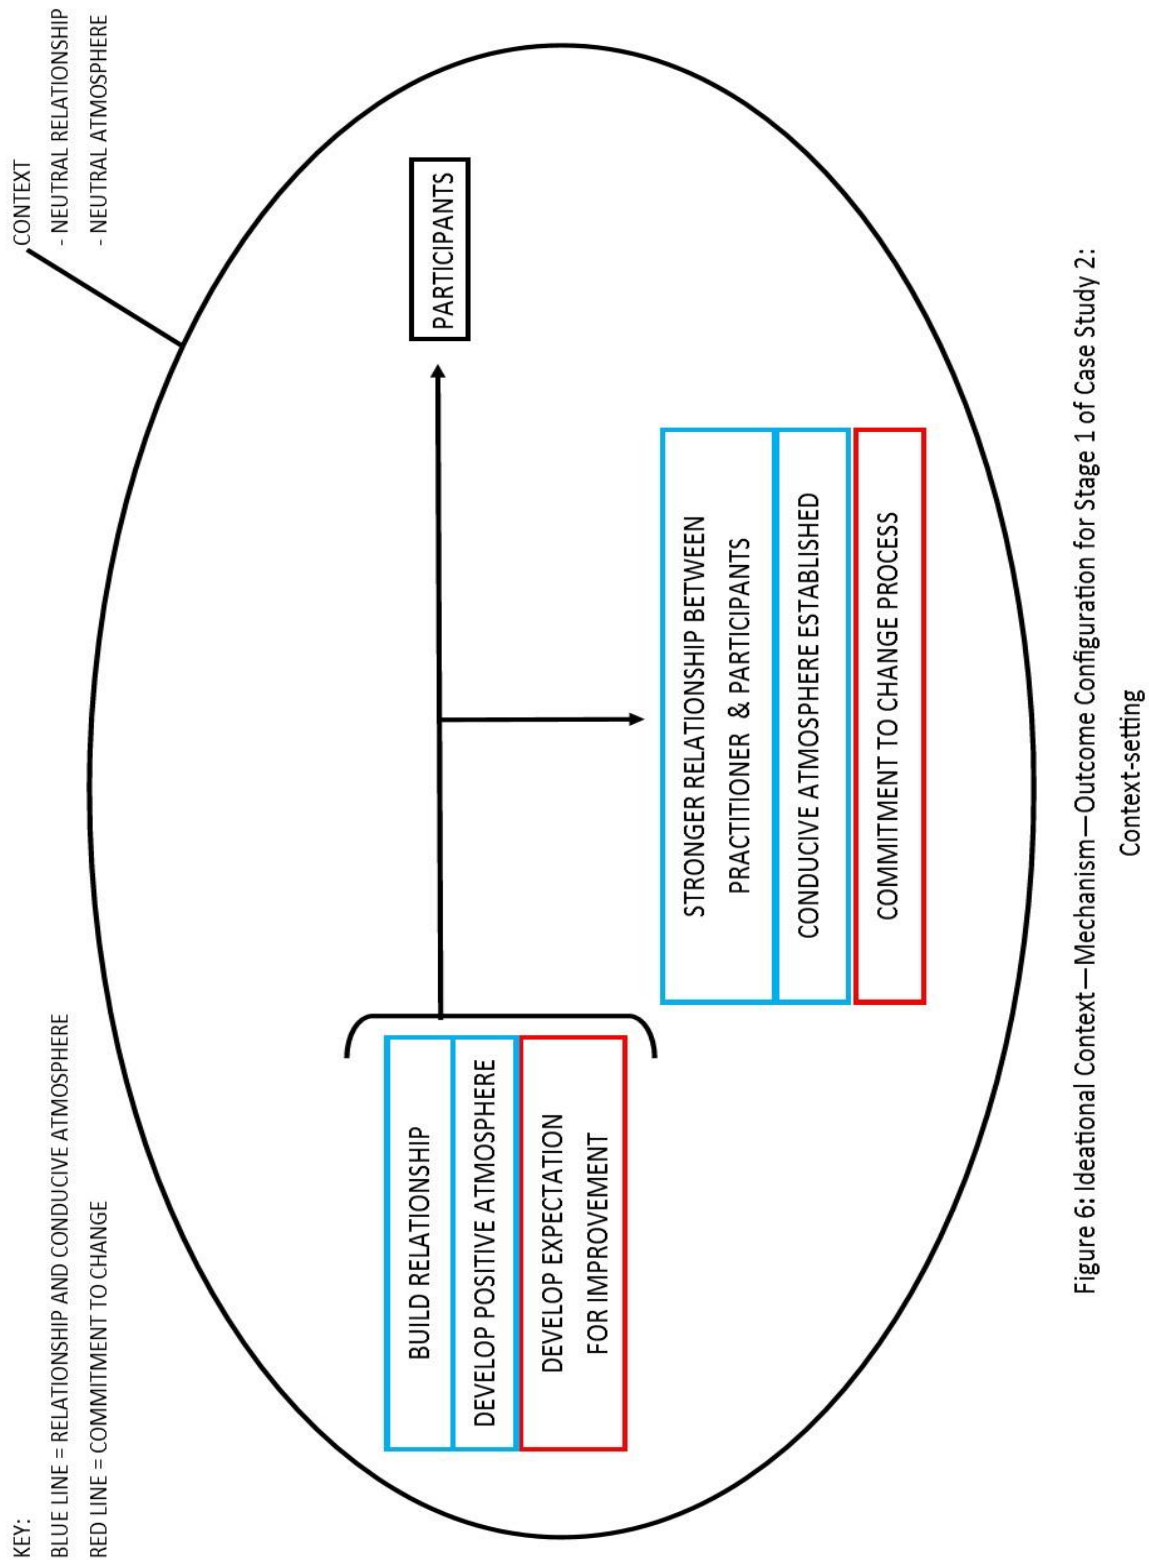 KEY:
BLUE LINE = RELATIONSHIP AND CONDUCIVE ATMOSPHERE
RED LINE = COMMITMENT TO CHANGE
CONTEXT
- NEUTRAL RELATIONSHIP
- NEUTRAL ATMOSPHERE
BUILD RELATIONSHIP
DEVELOP POSITIVE ATMOSPHERE
DEVELOP EXPECTATION
FOR IMPROVEMENT
PARTICIPANTS
STRONGER RELATIONSHIP BETWEEN
PRACTITIONER & PARTICIPANTS
CONDUCIVE ATMOSPHERE ESTABLISHED
COMMITMENT TO CHANGE PROCESS
Figure 6: Ideational Context—Mechanism—Outcome Configuration for Stage 1 of Case Study 2:
Context-setting